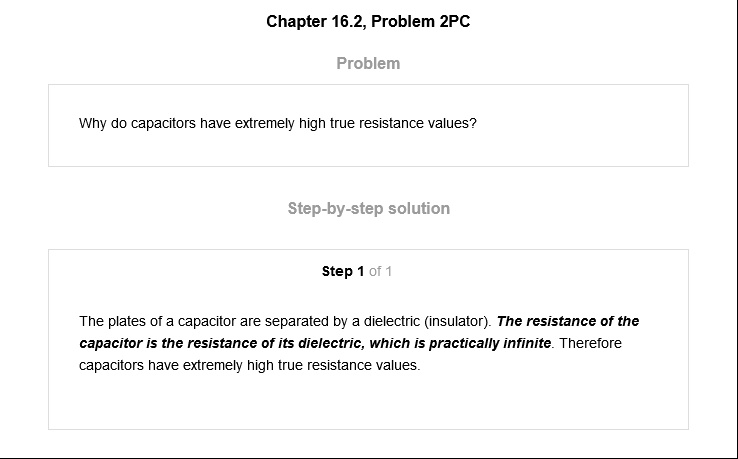 Chapter 16.2, Problem 2PC
Problem
Why do capacitors have extremely high true resistance values?
Step-by-step solution
Step 1 of 1
The plates of a capacitor are separated by a dielectric (insulator). The resistance of the
capacitor is the resistance of its dielectric, which is practically infinite. Therefore
capacitors have extremely high true resistance values.